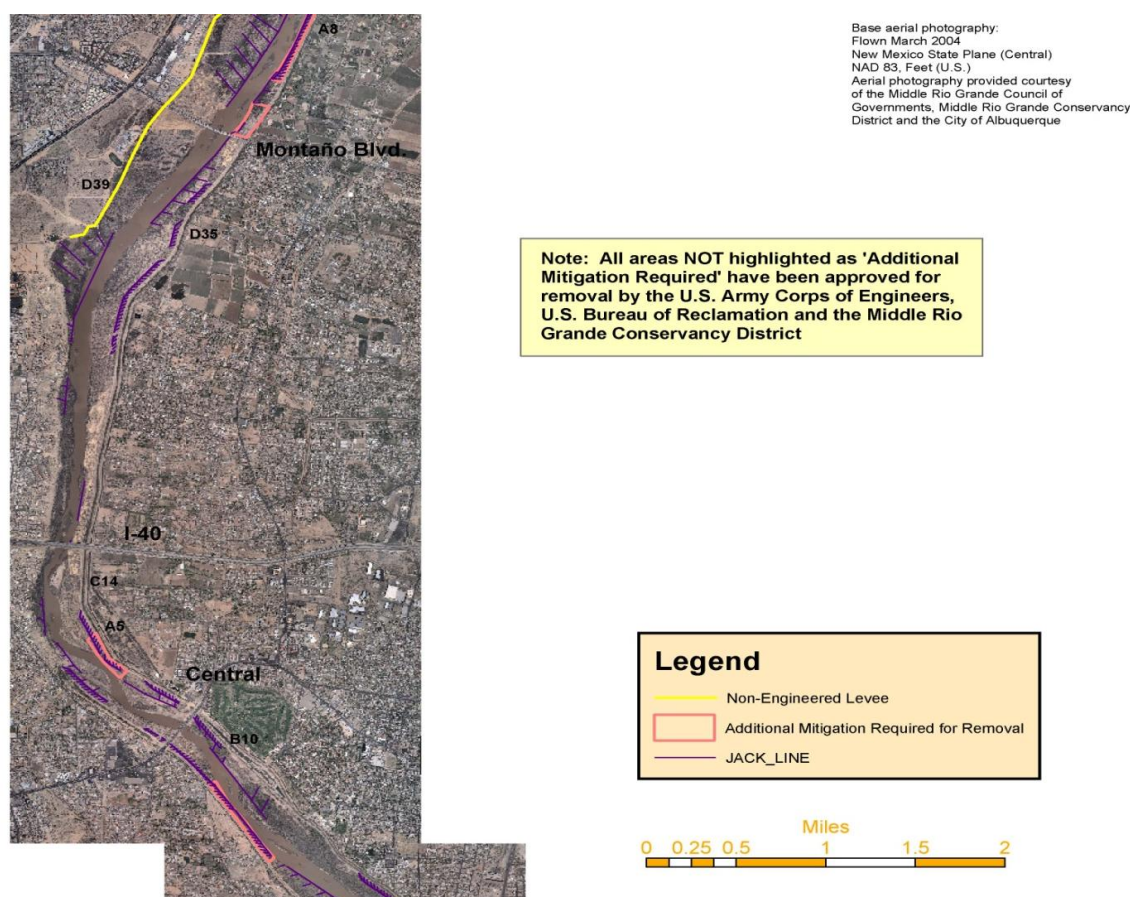 Base aerial photography:
Flown March 2004
New Mexico State Plane (Central)
NAD 83, Feet (U.S.)
Aerial photography provided courtesy
of the Middle Rio Grande Council of
Governments, Middle Rio Grande Conservancy
District and the City of Albuquerque
A8
Montaño Blvd.
D39
D35
Note: All areas NOT highlighted as 'Additional
Mitigation Required' have been approved for
removal by the U.S. Army Corps of Engineers,
U.S. Bureau of Reclamation and the Middle Rio
Grande Conservancy District
I-40
C14
A5
Central
B10
Legend
Non-Engineered Levee
Additional Mitigation Required for Removal
JACK_LINE
Miles
0 0.25 0.5 1 1.5 2